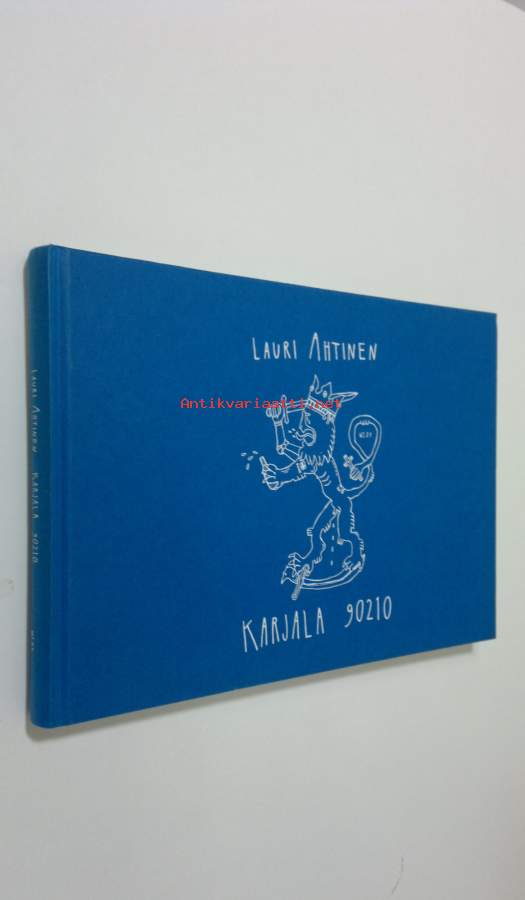 LAURI AHTINEN
Antikvariaatti.net
KARJALA 90210
LAURI AHTINEN KARJALA 90210